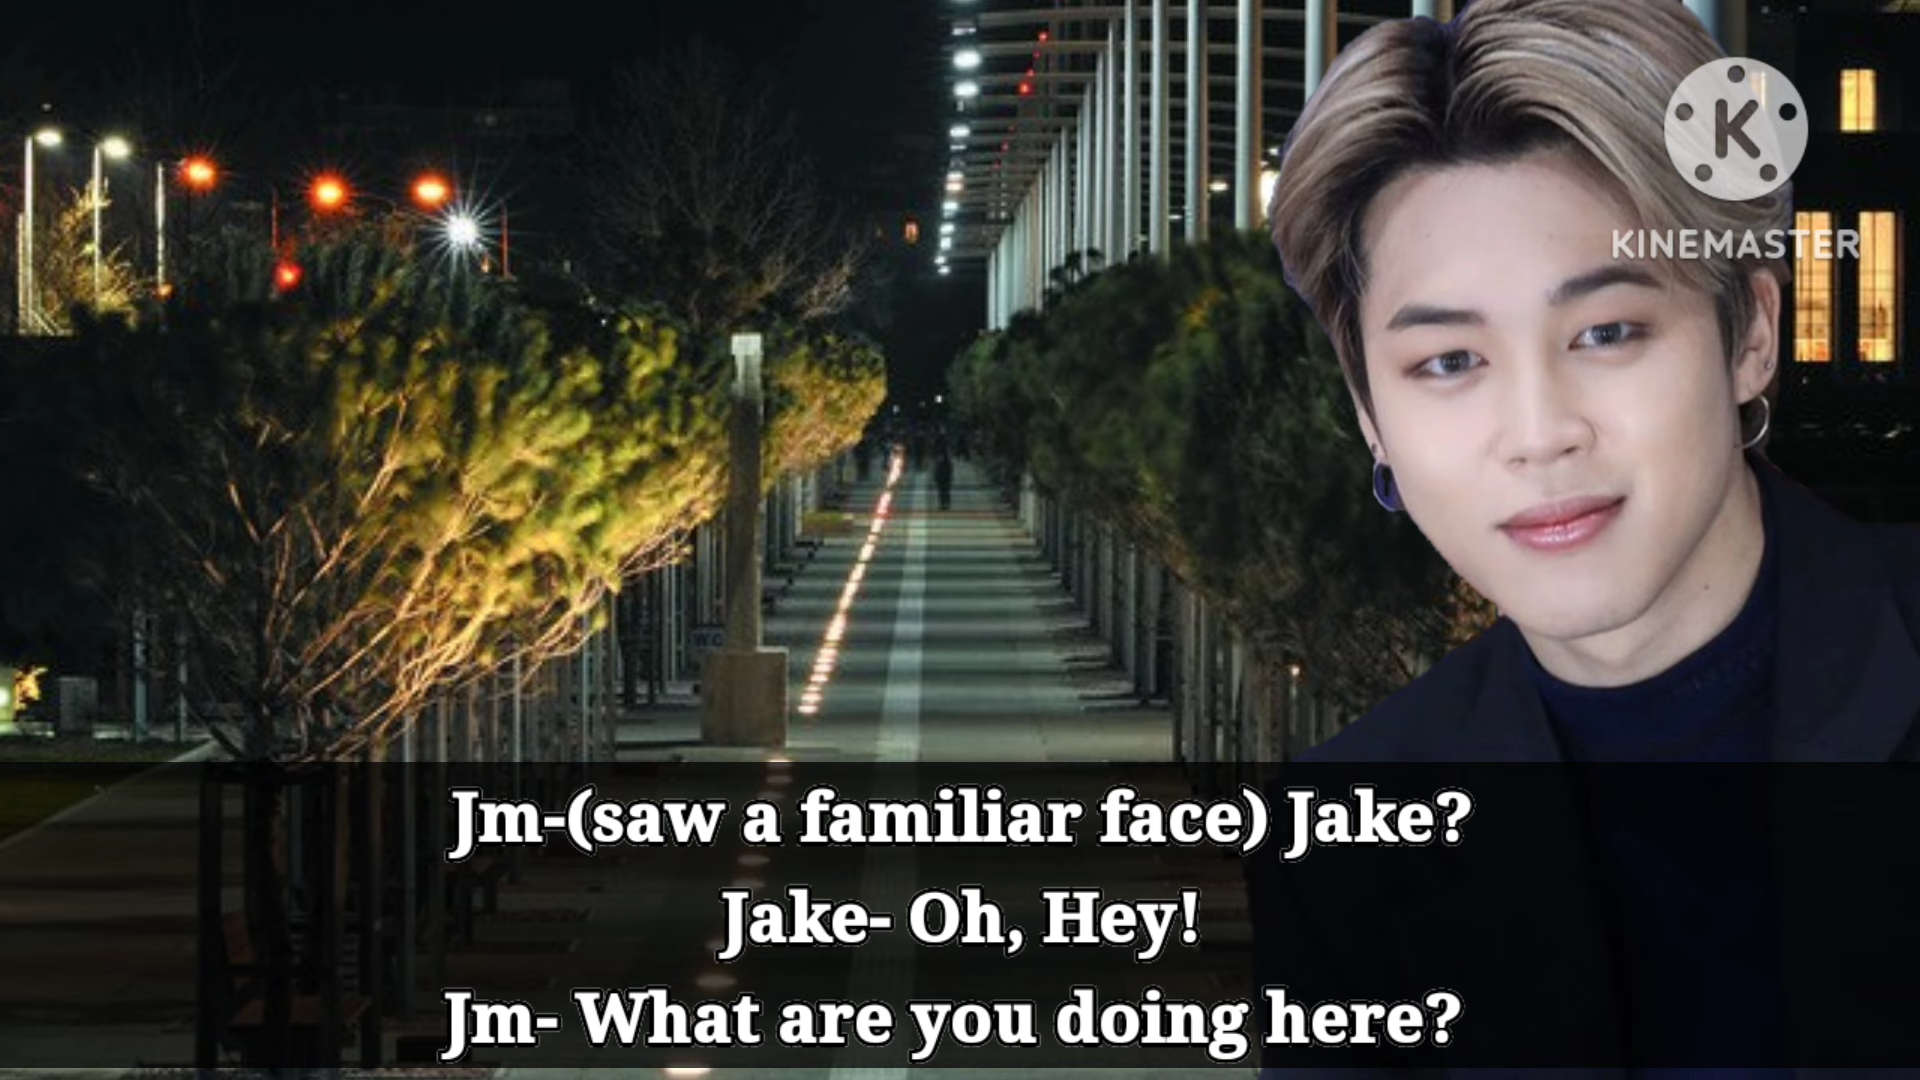 K
KINEMASTER
Jm-(saw a familiar face) Jake?
Jake- Oh, Hey!
Jm- What are you doing here?